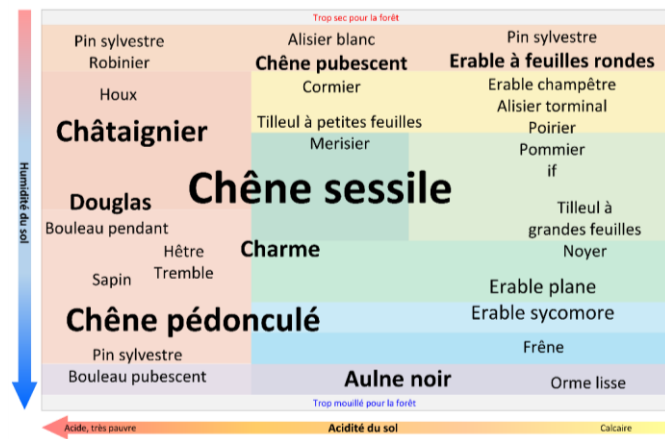 Trop sec pour la forêt
Pin sylvestre
Robinier
Alisier blanc
Chêne pubescent
Pin sylvestre
Erable à feuilles rondes
Houx
Châtaignier
Cormier
Tilleul à petites feuilles
Merisier
Erable champêtre
Alisier torminal
Poirier
Pommier
if
Chêne sessile
Douglas
Bouleau pendant
Tilleul à
grandes feuilles
Noyer
Hêtre
Tremble
Charme
Sapin
Erable plane
Chêne pédonculé
Erable sycomore
Pin sylvestre
Frêne
Bouleau pubescent
Aulne noir
Orme lisse
Trop mouillé pour la forêt
Humidité du sol
Acide, très pauvre
Acidité du sol
Calcaire